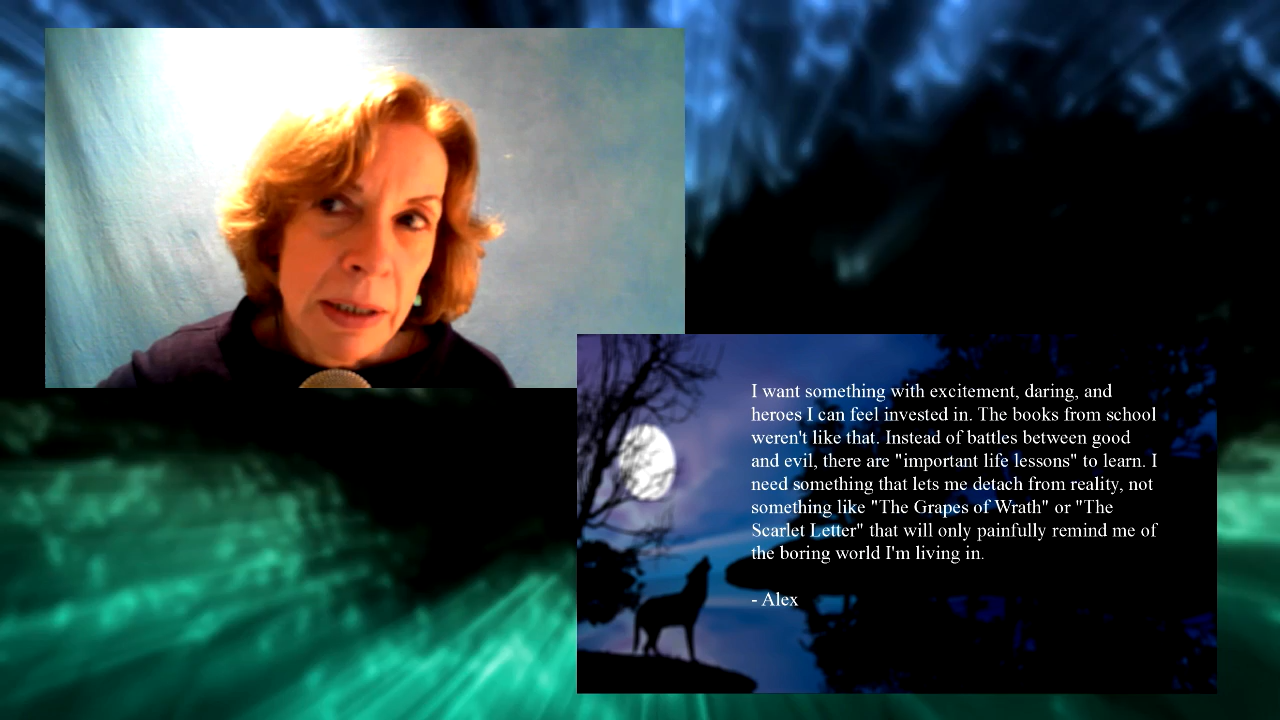 I want something with excitement, daring, and
heroes I can feel invested in. The books from school
weren't like that. Instead of battles between good
and evil, there are "important life lessons" to learn. I
need something that lets me detach from reality, not
something like "The Grapes of Wrath" or "The
Scarlet Letter" that will only painfully remind me of
the boring world I'm living in.
- Alex